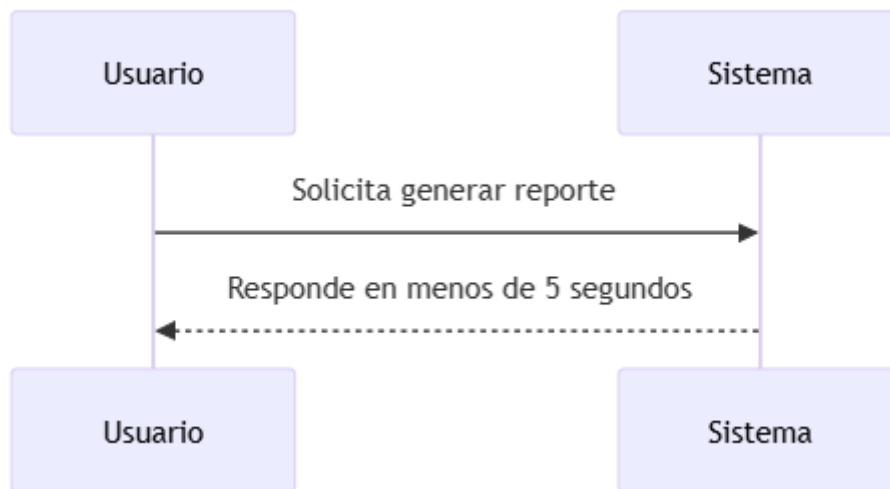 Usuario
Sistema
Solicita generar reporte
Responde en menos de 5 segundos
Usuario
Sistema